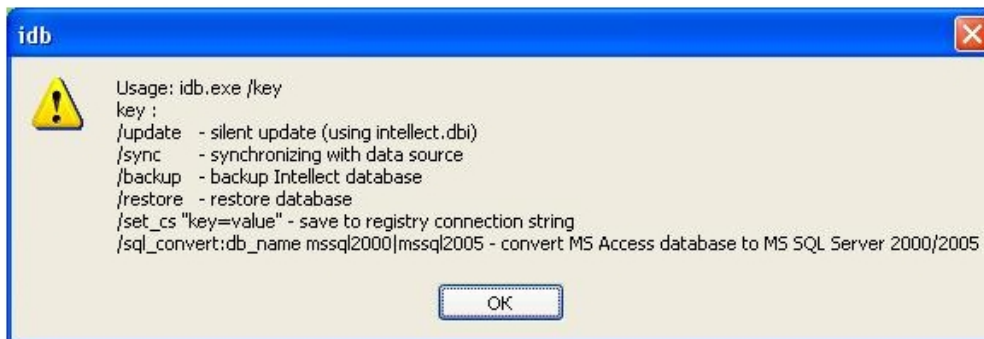 idb
Usage: idb.exe /key
key :
/update - silent update (using intellect.dbi)
/sync - synchronizing with data source
/backup - backup Intellect database
/restore - restore database
/set_cs "key=value" - save to registry connection string
/sql_convert:db_name mssql2000|mssql2005 - convert MS Access database to MS SQL Server 2000/2005
OK